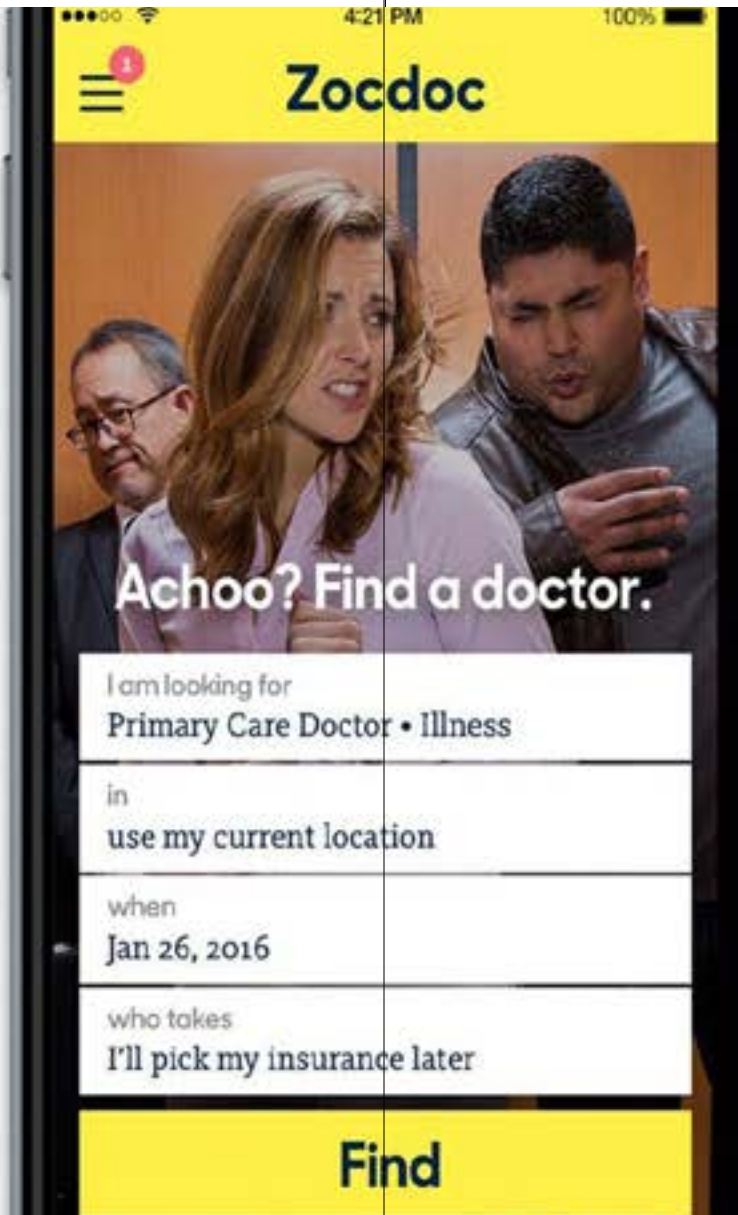 4:21 PM 100%
1
Zocdoc
Achoo? Find a doctor.
I am looking for
Primary Care Doctor • Illness
in
use my current location
when
Jan 26, 2016
who takes
I'll pick my insurance later
Find